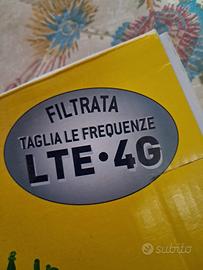 FILTRATA
TAGLIA LE FREQUENZE
LTE•4G
subito